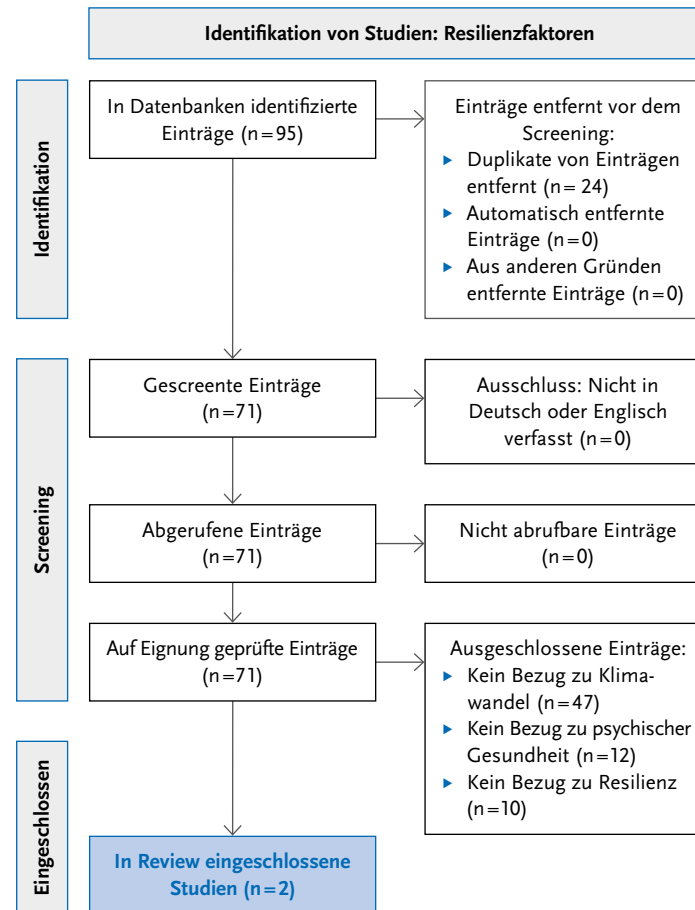 Identifikation von Studien: Resilienzfaktoren
Identifikation
In Datenbanken identifizierte
Einträge (n=95)
Einträge entfernt vor dem
Screening:
▸ Duplikate von Einträgen
entfernt (n= 24)
▸ Automatisch entfernte
Einträge (n=0)
▸ Aus anderen Gründen
entfernte Einträge (n=0)
Screening
Gescreente Einträge
(n=71)
Ausschluss: Nicht in
Deutsch oder Englisch
verfasst (n=0)
Abgerufene Einträge
(n=71)
Nicht abrufbare Einträge
(n=0)
Auf Eignung geprüfte Einträge
(n=71)
Ausgeschlossene Einträge:
▸ Kein Bezug zu Klima-
wandel (n=47)
▸ Kein Bezug zu psychischer
Gesundheit (n=12)
▸ Kein Bezug zu Resilienz
(n=10)
Eingeschlossen
In Review eingeschlossene
Studien (n=2)